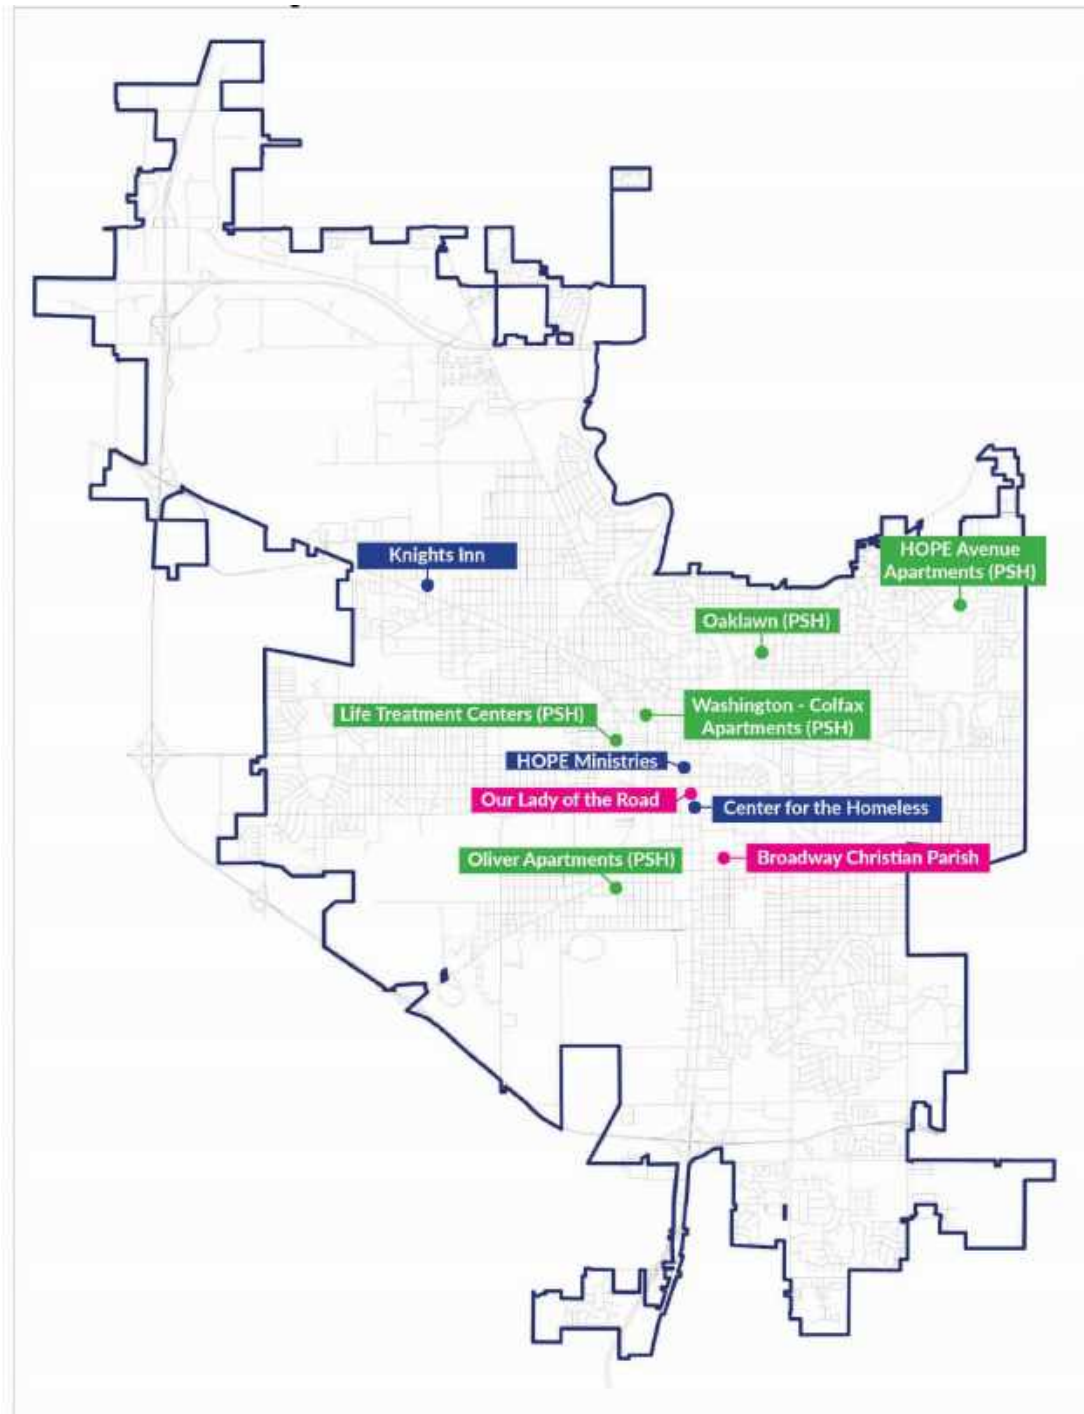 Knights Inn
HOPE Avenue
Apartments (PSH)
Oaklawn (PSH)
Washington - Colfax
Apartments (PSH)
Life Treatment Centers (PSH)
HOPE Ministries
Our Lady of the Road
Center for the Homeless
Oliver Apartments (PSH)
Broadway Christian Parish